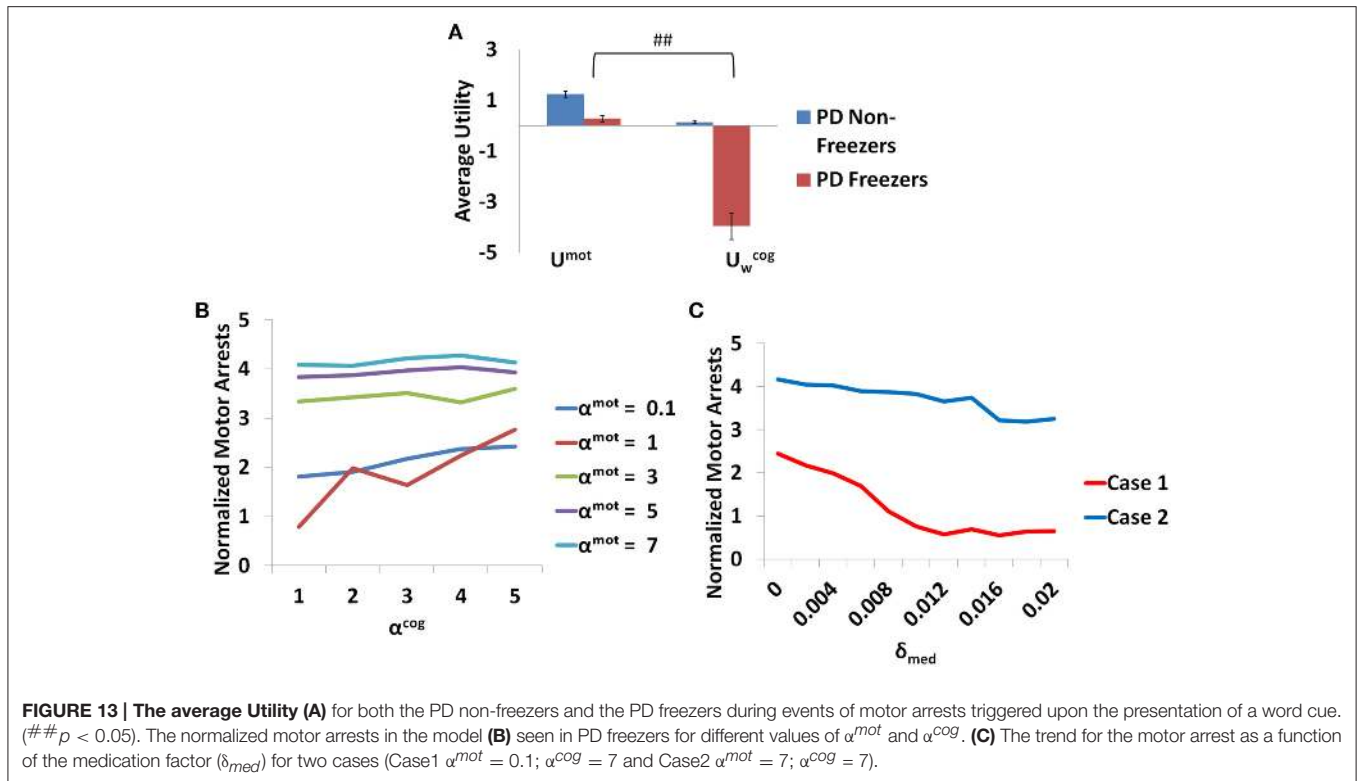 A
##
3
1
-1
-3
-5
Average Utility
U^mot
U_w^cog
PD Non-
Freezers
PD Freezers
B
Normalized Motor Arrests
5
4
3
2
1
0
1 2 3 4 5
α^cog
α^mot = 0.1
α^mot = 1
α^mot = 3
α^mot = 5
α^mot = 7
C
Normalized Motor Arrests
5
4
3
2
1
0
0 0.004 0.008 0.012 0.016 0.02
δ_med
Case 1
Case 2
FIGURE 13 | The average Utility (A) for both the PD non-freezers and the PD freezers during events of motor arrests triggered upon the presentation of a word cue.
(##p < 0.05). The normalized motor arrests in the model (B) seen in PD freezers for different values of α^mot and α^cog. (C) The trend for the motor arrest as a function
of the medication factor (δ_med) for two cases (Case1 α^mot = 0.1; α^cog = 7 and Case2 α^mot = 7; α^cog = 7).